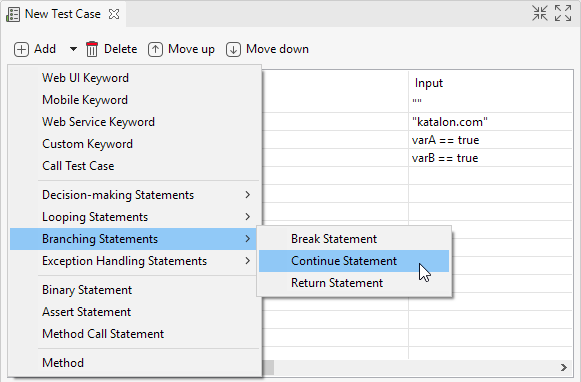 New Test Case
Add Delete Move up Move down
Input
""
"katalon.com"
varA == true
varB == true
Web UI Keyword
Mobile Keyword
Web Service Keyword
Custom Keyword
Call Test Case
Decision-making Statements
Looping Statements
Branching Statements
Exception Handling Statements
Binary Statement
Assert Statement
Method Call Statement
Method
Break Statement
Continue Statement
Return Statement